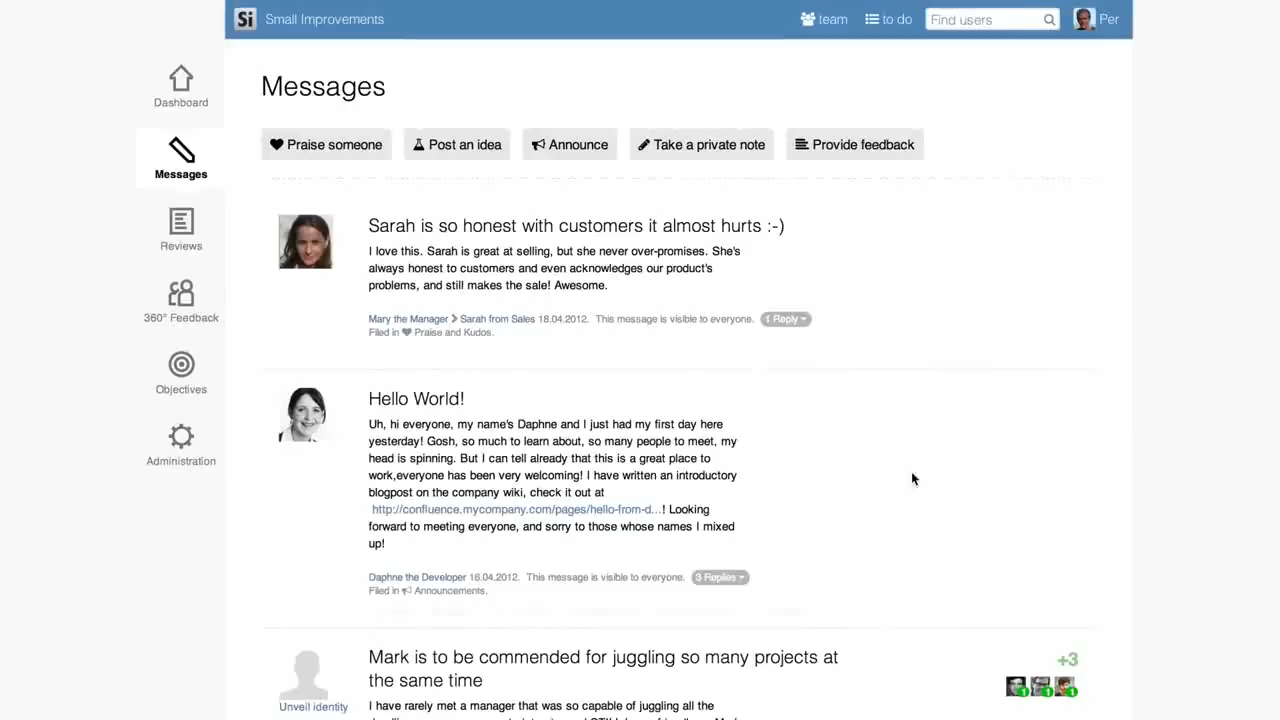 Si Small Improvements team to do Find users Per
Dashboard
Messages
Reviews
360° Feedback
Objectives
Administration
Messages
Praise someone Post an idea Announce Take a private note Provide feedback
Sarah is so honest with customers it almost hurts :-)
I love this. Sarah is great at selling, but she never over-promises. She's
always honest to customers and even acknowledges our product's
problems, and still makes the sale! Awesome.
Mary the Manager > Sarah from Sales 18.04.2012. This message is visible to everyone. 1 Reply
Filed in Praise and Kudos.
Hello World!
Uh, hi everyone, my name's Daphne and I just had my first day here
yesterday! Gosh, so much to learn about, so many people to meet, my
head is spinning. But I can tell already that this is a great place to
work,everyone has been very welcoming! I have written an introductory
blogpost on the company wiki, check it out at
http://confluence.mycompany.com/pages/hello-from-d...! Looking
forward to meeting everyone, and sorry to those whose names I mixed
up!
Daphne the Developer 16.04.2012. This message is visible to everyone. 3 Replies
Filed in Announcements.
Mark is to be commended for juggling so many projects at
the same time
+3
1 1 1
Unveil identity
I have rarely met a manager that was so capable of juggling all the